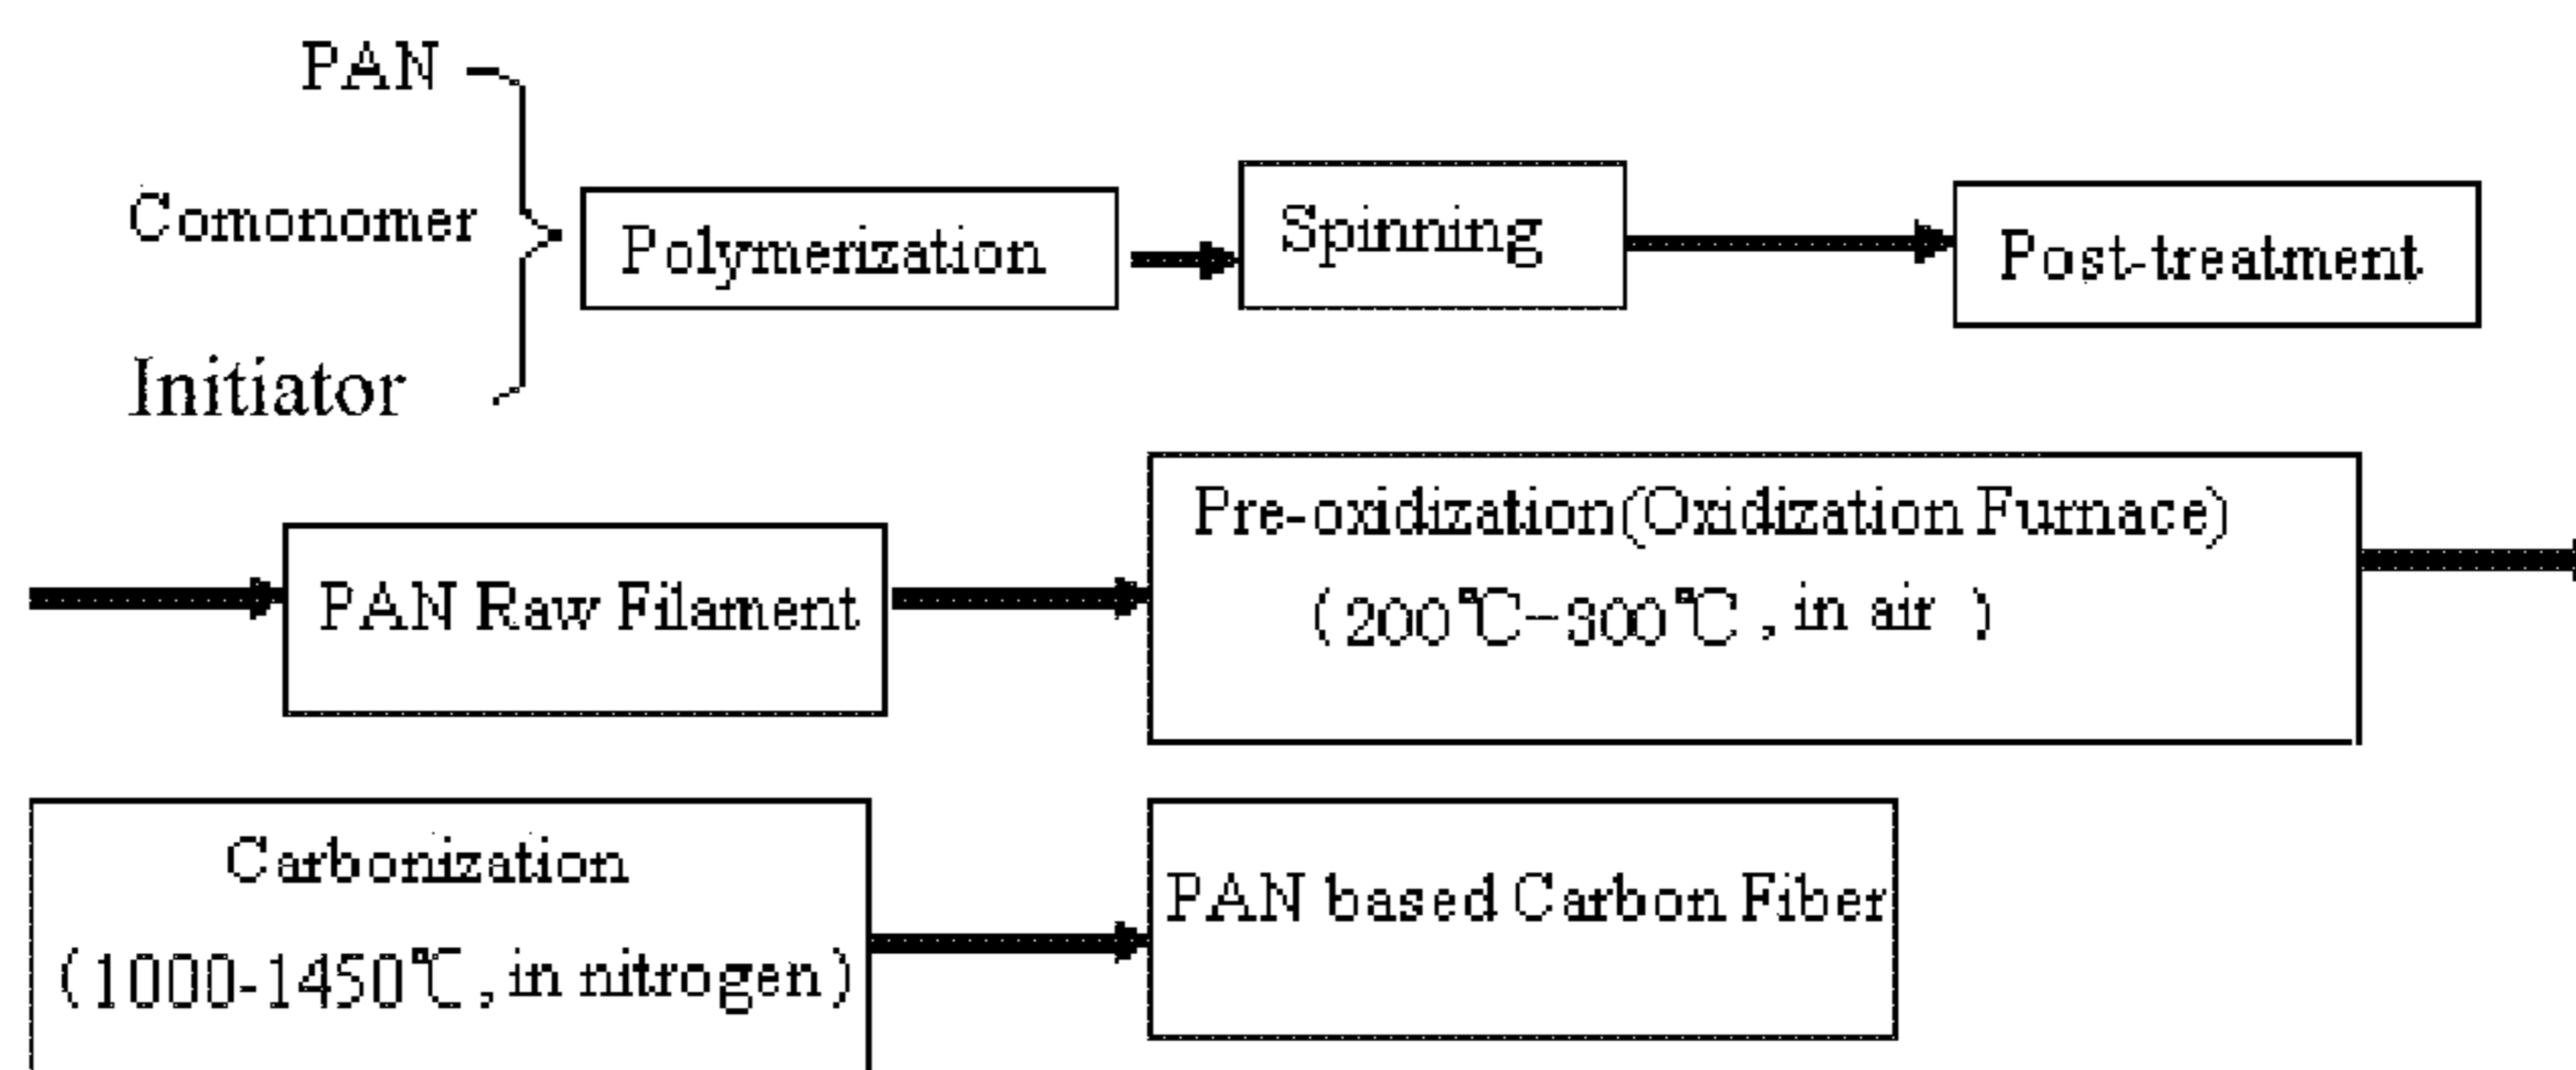 PAN
Comonomer
Initiator
Polymerization
Spinning
Post-treatment
PAN Raw Filament
Pre-oxidization(Oxidization Furnace)
(200℃-300℃, in air )
Carbonization
(1000-1450℃, in nitrogen)
PAN based Carbon Fiber